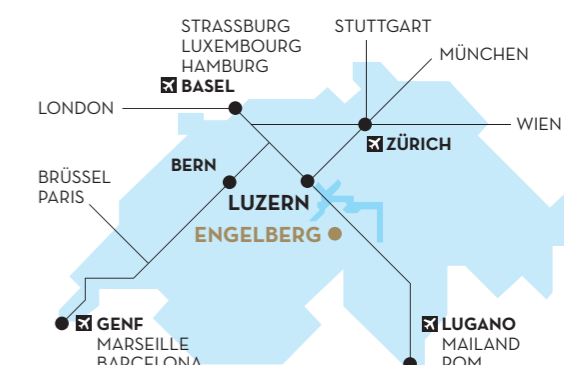 STRASSBURG
LUXEMBOURG
HAMBURG
BASEL
STUTTGART
MÜNCHEN
LONDON
WIEN
ZÜRICH
BERN
BRÜSSEL
PARIS
LUZERN
ENGELBERG
GENF
MARSEILLE
BARCELONA
LUGANO
MAILAND
ROM